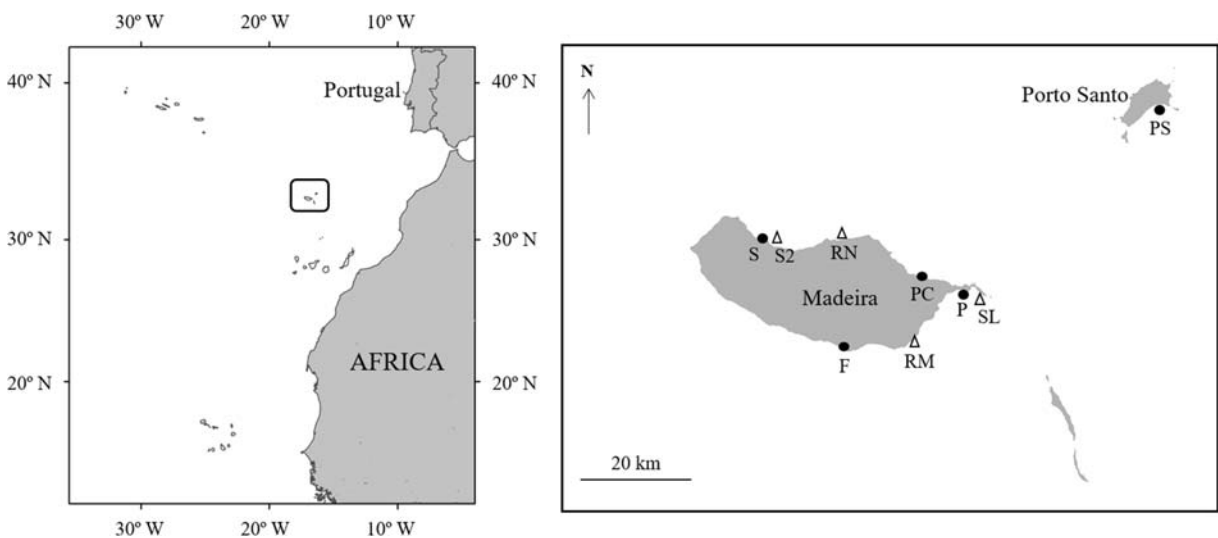 30° W 20° W 10° W
40° N
Portugal
40° N
30° N
30° N
AFRICA
20° N
20° N
30° W 20° W 10° W
N
Porto Santo
PS
S
S2
RN
Madeira
PC
P
SL
F
RM
20 km